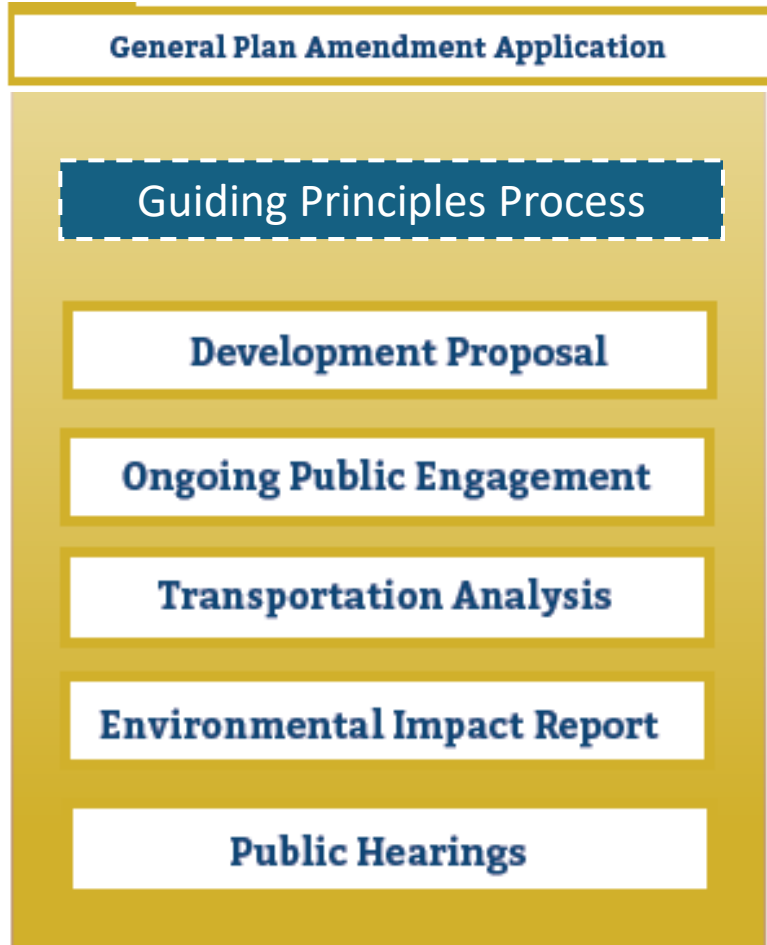 General Plan Amendment Application
Guiding Principles Process
Development Proposal
Ongoing Public Engagement
Transportation Analysis
Environmental Impact Report
Public Hearings